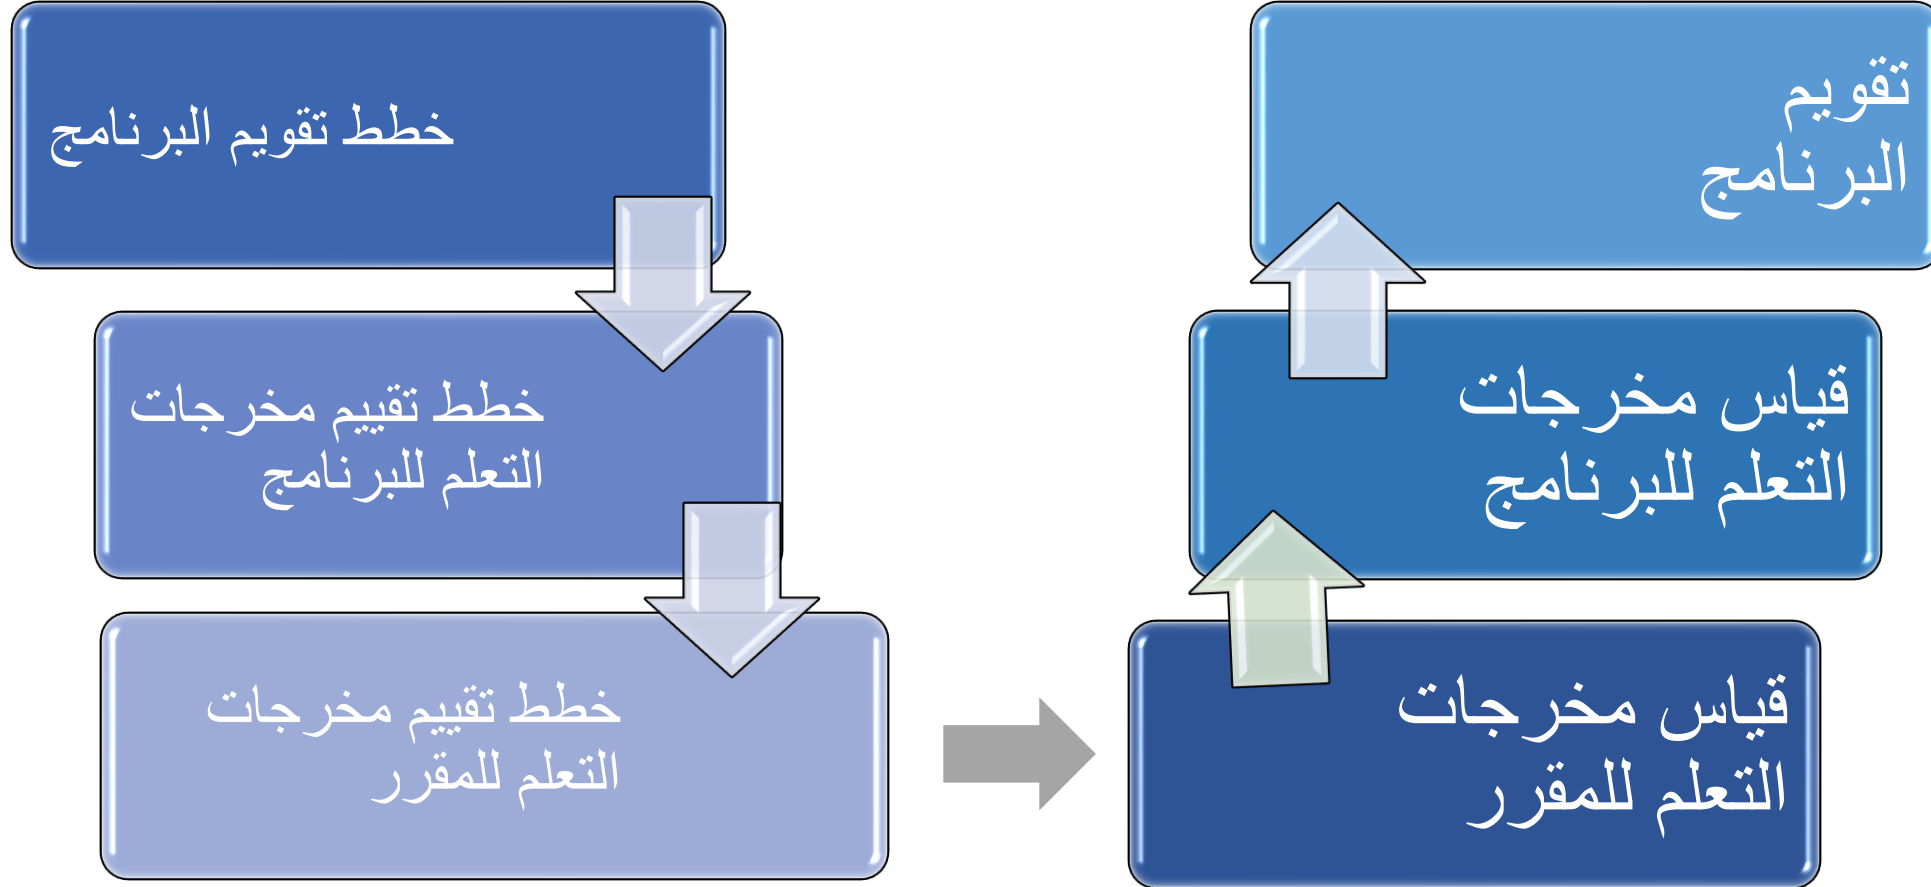 خطط تقويم البرنامج
خطط تقييم مخرجات
التعلم للبرنامج
خطط تقييم مخرجات
التعلم للمقرر
قياس مخرجات
التعلم للمقرر
قياس مخرجات
التعلم للبرنامج
تقويم
البرنامج